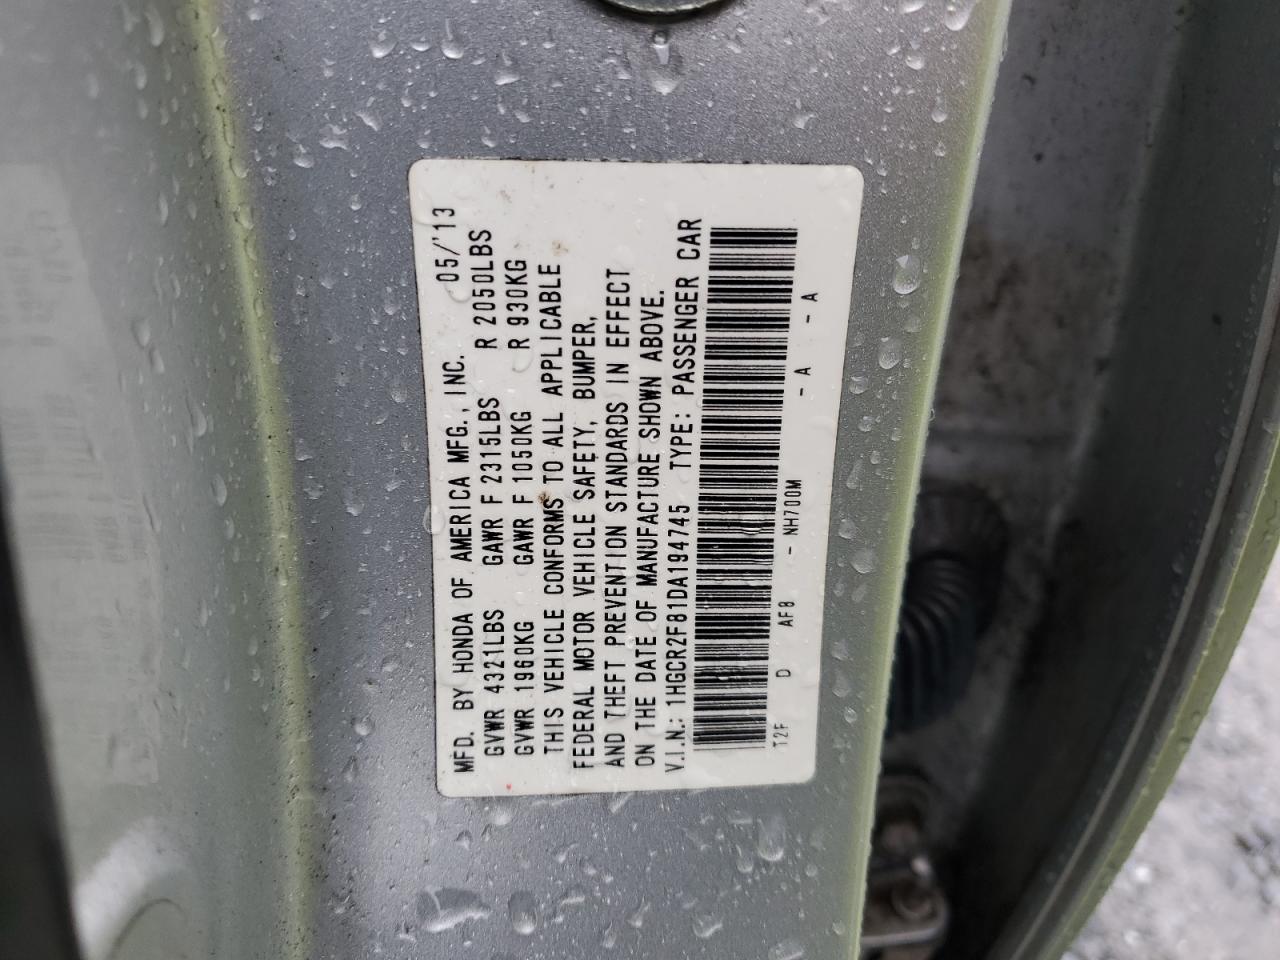 MFD. BY HONDA OF AMERICA MFG., INC. 05/'13
GVWR 4321LBS GAWR F 2315LBS R 2050LBS
GVWR 1960KG GAWR F 1050KG R 930KG
THIS VEHICLE CONFORMS TO ALL APPLICABLE
FEDERAL MOTOR VEHICLE SAFETY, BUMPER,
AND THEFT PREVENTION STANDARDS IN EFFECT
ON THE DATE OF MANUFACTURE SHOWN ABOVE.
V.I.N.: 1HGCR2F81DA194745 TYPE: PASSENGER CAR
T2F D AF8 - NH700M - A - A